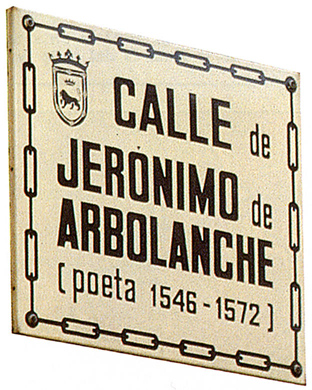 CALLE de
JERÓNIMO de
ARBOLANCHE
(poeta 1546-1572)